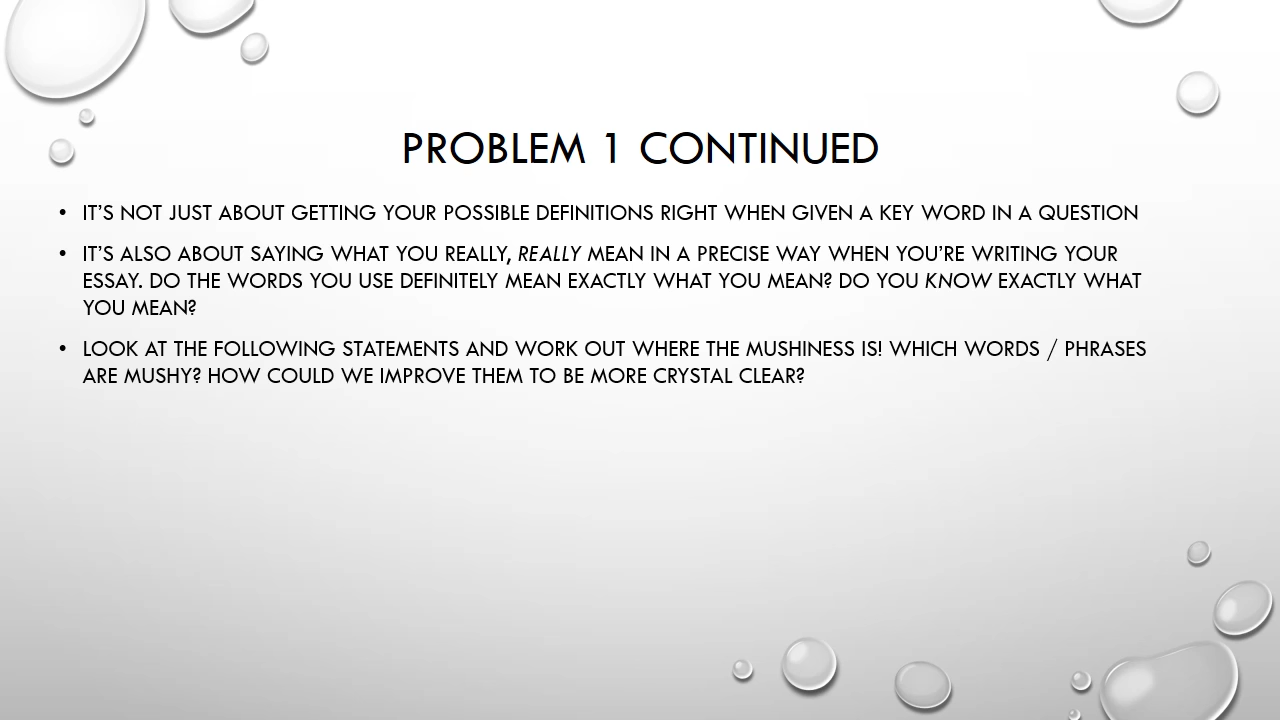 PROBLEM 1 CONTINUED
• IT’S NOT JUST ABOUT GETTING YOUR POSSIBLE DEFINITIONS RIGHT WHEN GIVEN A KEY WORD IN A QUESTION
• IT’S ALSO ABOUT SAYING WHAT YOU REALLY, REALLY MEAN IN A PRECISE WAY WHEN YOU’RE WRITING YOUR
ESSAY. DO THE WORDS YOU USE DEFINITELY MEAN EXACTLY WHAT YOU MEAN? DO YOU KNOW EXACTLY WHAT
YOU MEAN?
• LOOK AT THE FOLLOWING STATEMENTS AND WORK OUT WHERE THE MUSHINESS IS! WHICH WORDS / PHRASES
ARE MUSHY? HOW COULD WE IMPROVE THEM TO BE MORE CRYSTAL CLEAR?